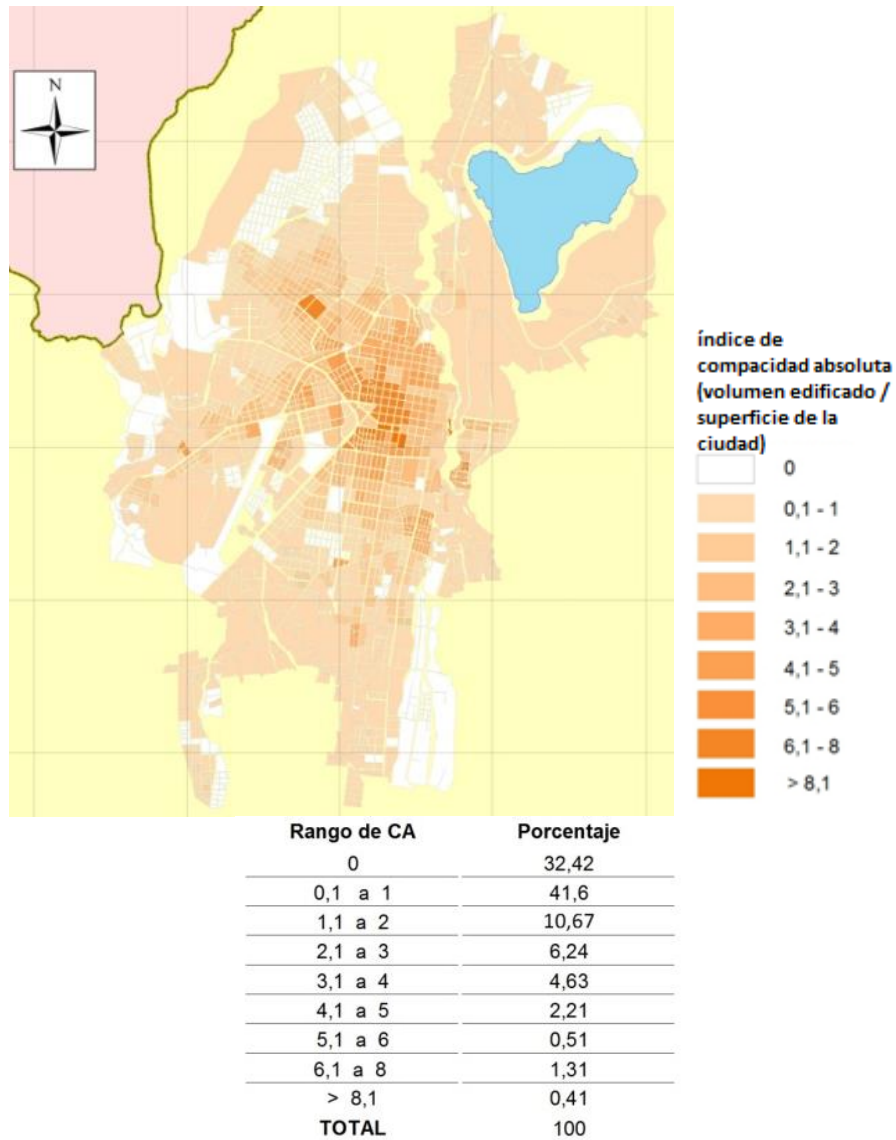 N
índice de
compacidad absoluta
(volumen edificado /
superficie de la
ciudad)
0
0,1 - 1
1,1 - 2
2,1 - 3
3,1 - 4
4,1 - 5
5,1 - 6
6,1 - 8
> 8,1
Rango de CA Porcentaje
0 32,42
0,1 a 1 41,6
1,1 a 2 10,67
2,1 a 3 6,24
3,1 a 4 4,63
4,1 a 5 2,21
5,1 a 6 0,51
6,1 a 8 1,31
> 8,1 0,41
TOTAL 100